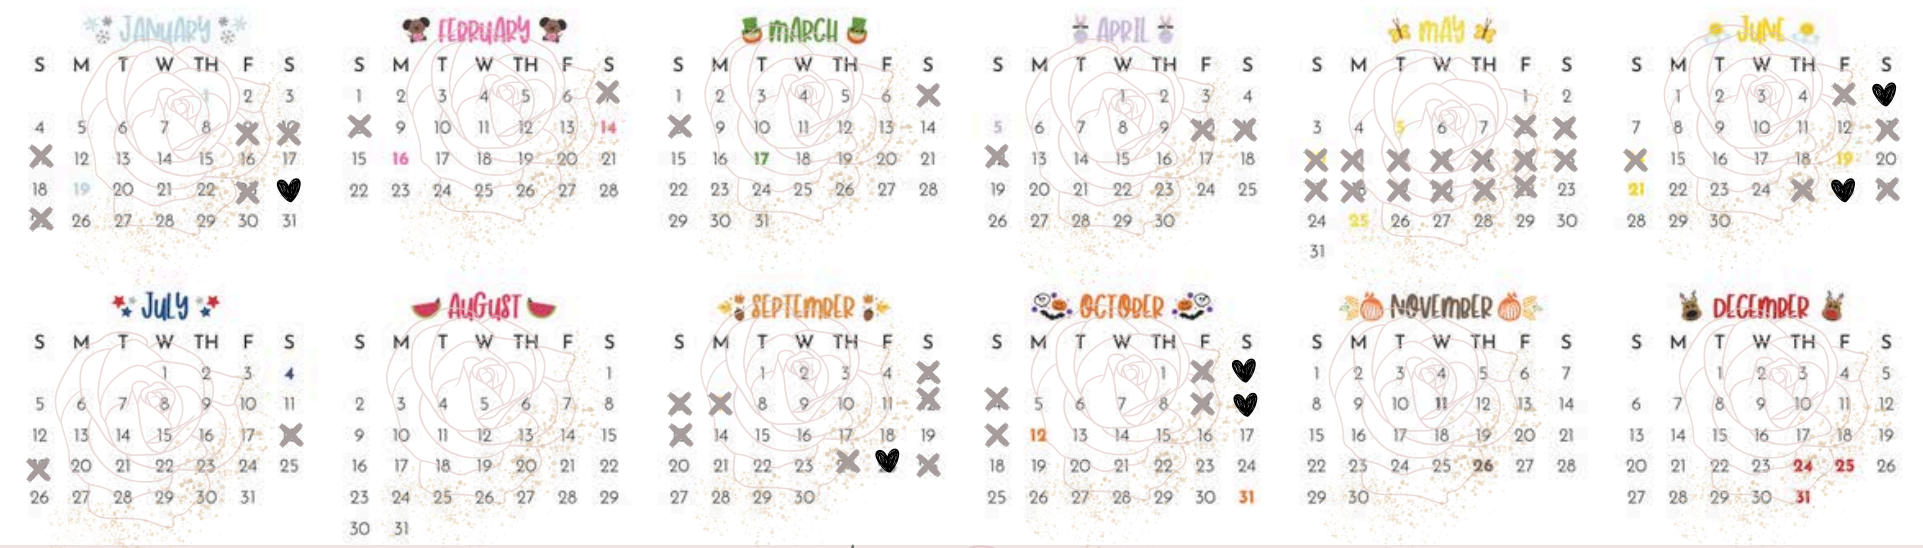 JANUARY FEBRUARY MARCH APRIL MAY JUNE
S M T W TH F S S M T W TH F S S M T W TH F S S M T W TH F S S M T W TH F S S M T W TH F S
1 2 3 1 2 3 4 5 6 1 2 3 4 5 6 1 2 3 4 1 2 1 2 3 4
4 5 6 7 8 9 10 11 12 13 14 9 10 11 12 13 14 5 6 7 8 9 3 4 5 6 7 7 8 9 10 11 12
12 13 14 15 16 17 15 16 17 18 19 20 21 15 16 17 18 19 20 21 13 14 15 16 17 18 15 16 17 18 19 20
18 19 20 21 22 22 23 24 25 26 27 28 22 23 24 25 26 27 28 19 20 21 22 23 24 25 23 21 22 23 24
26 27 28 29 30 31 29 30 31 26 27 28 29 30 24 25 26 27 28 29 30 28 29 30
31
JULY AUGUST SEPTEMBER OCTOBER NOVEMBER DECEMBER
S M T W TH F S S M T W TH F S S M T W TH F S S M T W TH F S S M T W TH F S S M T W TH F S
1 2 3 4 1 1 2 3 4 1 1 2 3 4 5 6 7 1 2 3 4 5
5 6 7 8 9 10 11 2 3 4 5 6 7 8 8 9 10 11 5 6 7 8 8 9 10 11 12 13 14 6 7 8 9 10 11 12
12 13 14 15 16 17 9 10 11 12 13 14 15 14 15 16 17 18 19 12 13 14 15 16 17 15 16 17 18 19 20 21 13 14 15 16 17 18 19
20 21 22 23 24 25 16 17 18 19 20 21 22 20 21 22 23 18 19 20 21 22 23 24 22 23 24 25 26 27 28 20 21 22 23 24 25 26
26 27 28 29 30 31 23 24 25 26 27 28 29 27 28 29 30 25 26 27 28 29 30 31 29 30 27 28 29 30 31
30 31